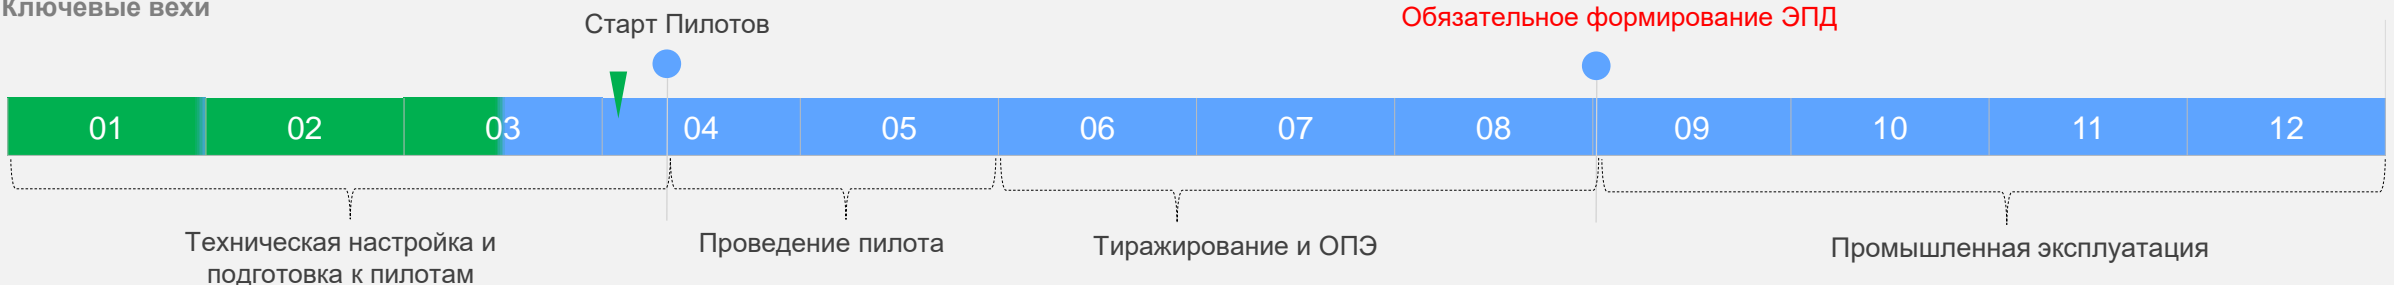 Ключевые вехи
Старт Пилотов
Обязательное формирование ЭПД
01 02 03 04 05 06 07 08 09 10 11 12
Техническая настройка и
подготовка к пилотам
Проведение пилота
Тиражирование и ОПЭ
Промышленная эксплуатация